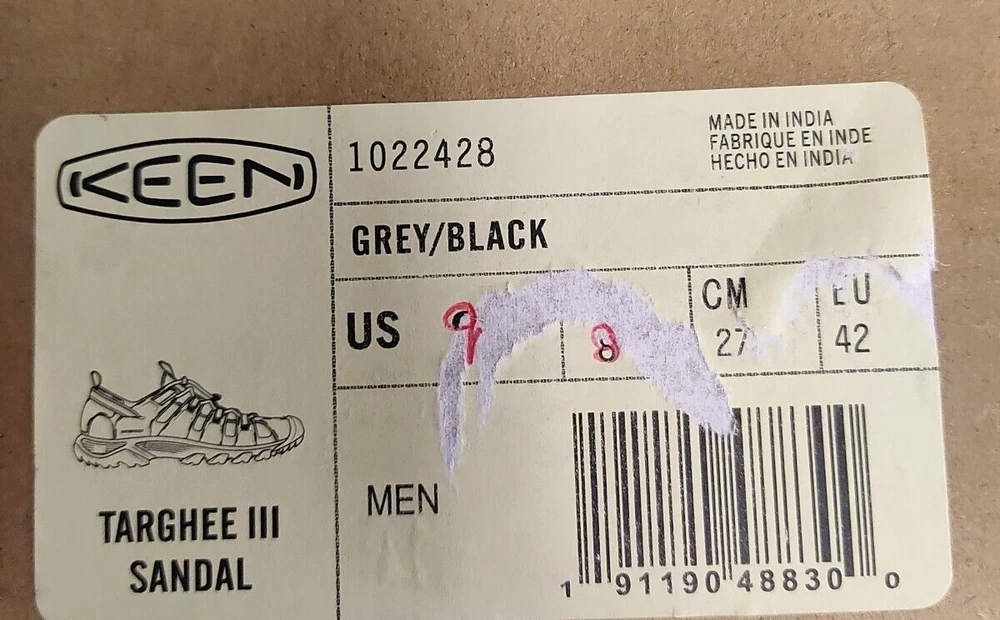 KEEN
1022428
MADE IN INDIA
FABRIQUE EN INDE
HECHO EN INDIA
GREY/BLACK
US 9 8
CM 27
EU 42
TARGHEE III
SANDAL
MEN
1 91190 48830 0